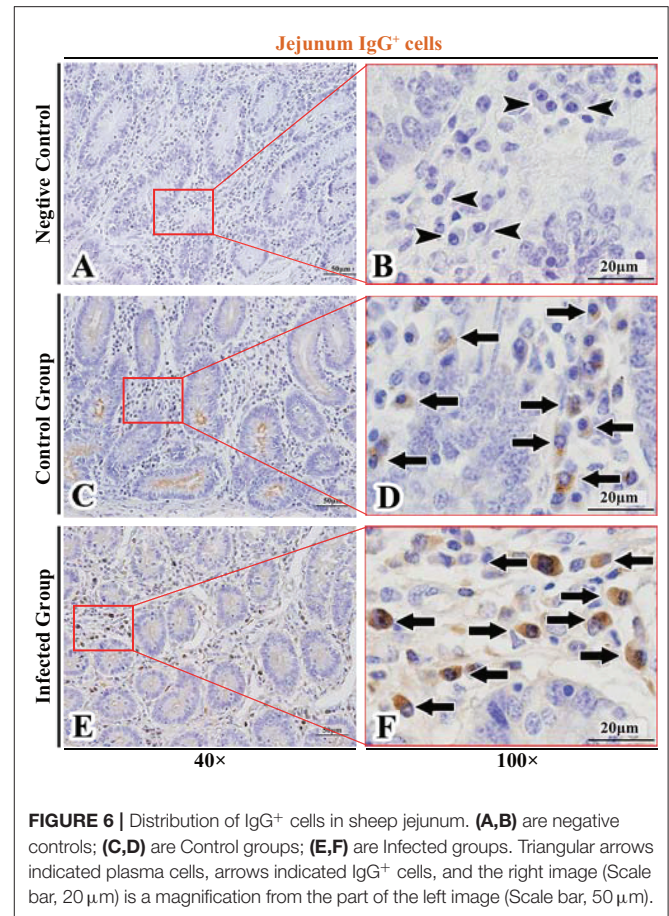 Jejunum IgG⁺ cells
Negtive Control
A
50μm
B
20μm
Control Group
C
50μm
D
20μm
Infected Group
E
50μm
F
20μm
40×
100×
FIGURE 6 | Distribution of IgG⁺ cells in sheep jejunum. (A,B) are negative
controls; (C,D) are Control groups; (E,F) are Infected groups. Triangular arrows
indicated plasma cells, arrows indicated IgG⁺ cells, and the right image (Scale
bar, 20 μm) is a magnification from the part of the left image (Scale bar, 50 μm).